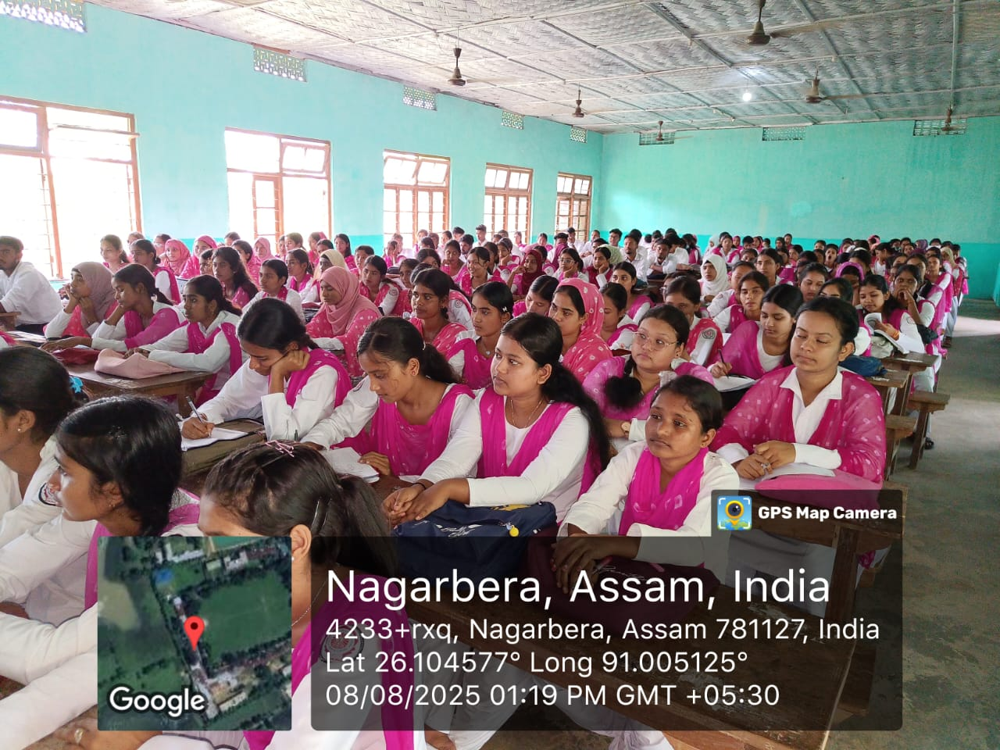 GPS Map Camera
Nagarbera, Assam, India
4233+rxq, Nagarbera, Assam 781127, India
Lat 26.104577° Long 91.005125°
08/08/2025 01:19 PM GMT +05:30
Google